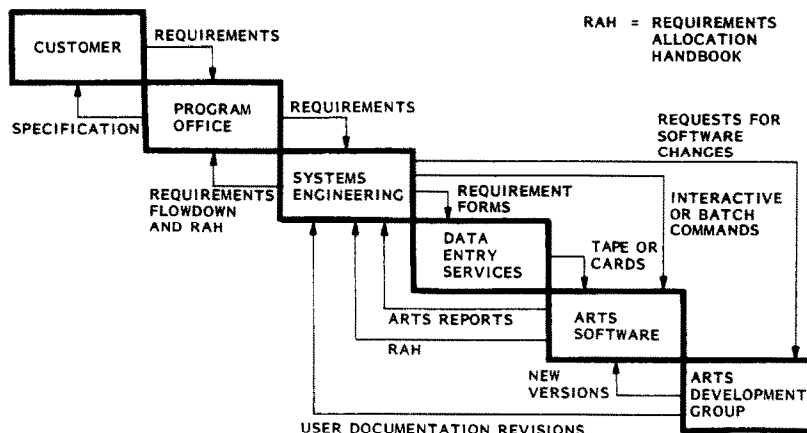 RAH = REQUIREMENTS
ALLOCATION
HANDBOOK
CUSTOMER
REQUIREMENTS
SPECIFICATION
PROGRAM
OFFICE
REQUIREMENTS
REQUIREMENTS
FLOWDOWN
AND RAH
SYSTEMS
ENGINEERING
REQUESTS FOR
SOFTWARE
CHANGES
REQUIREMENT
FORMS
INTERACTIVE
OR BATCH
COMMANDS
DATA
ENTRY
SERVICES
TAPE OR
CARDS
ARTS REPORTS
RAH
ARTS
SOFTWARE
NEW
VERSIONS
ARTS
DEVELOPMENT
GROUP
USER DOCUMENTATION REVISIONS